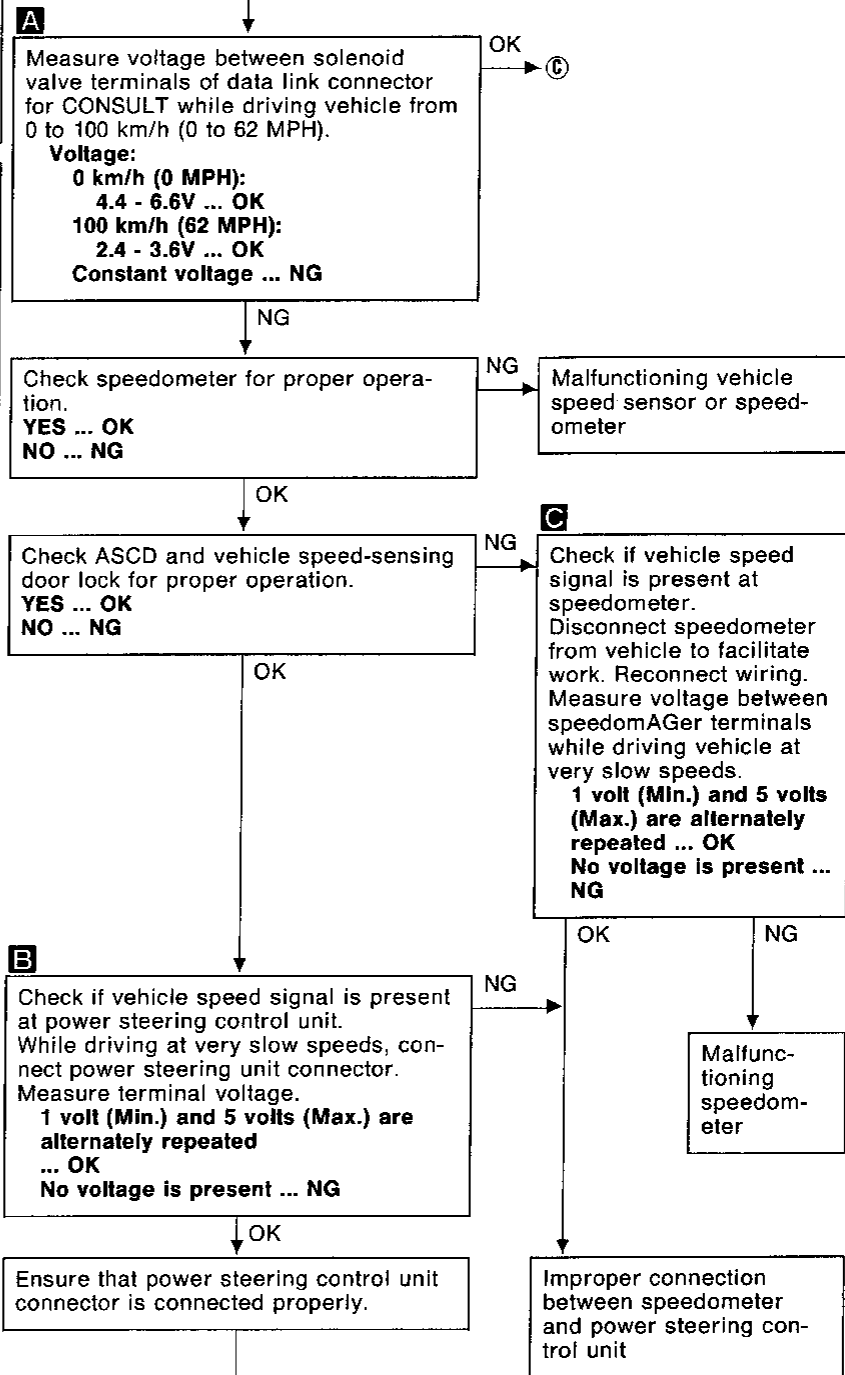 A
Measure voltage between solenoid
valve terminals of data link connector
for CONSULT while driving vehicle from
0 to 100 km/h (0 to 62 MPH).
Voltage:
0 km/h (0 MPH):
4.4 - 6.6V ... OK
100 km/h (62 MPH):
2.4 - 3.6V ... OK
Constant voltage ... NG
OK
Ⓒ
NG
Check speedometer for proper opera-
tion.
YES ... OK
NO ... NG
NG
Malfunctioning vehicle
speed sensor or speed-
ometer
OK
Check ASCD and vehicle speed-sensing
door lock for proper operation.
YES ... OK
NO ... NG
NG
C
Check if vehicle speed
signal is present at
speedometer.
Disconnect speedometer
from vehicle to facilitate
work. Reconnect wiring.
Measure voltage between
speedomAGer terminals
while driving vehicle at
very slow speeds.
1 volt (Min.) and 5 volts
(Max.) are alternately
repeated ... OK
No voltage is present ...
NG
OK
OK
NG
B
Check if vehicle speed signal is present
at power steering control unit.
While driving at very slow speeds, con-
nect power steering unit connector.
Measure terminal voltage.
1 volt (Min.) and 5 volts (Max.) are
alternately repeated
... OK
No voltage is present ... NG
NG
Malfunc-
tioning
speedom-
eter
OK
Ensure that power steering control unit
connector is connected properly.
Improper connection
between speedometer
and power steering con-
trol unit